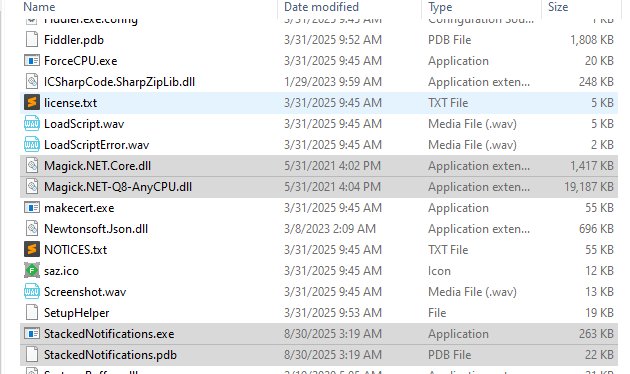 Name Date modified Type Size
Fiddler.exe.config 3/31/2025 9:45 AM Configuration Sou... 1 KB
Fiddler.pdb 3/31/2025 9:52 AM PDB File 1,808 KB
ForceCPU.exe 3/31/2025 9:45 AM Application 20 KB
ICSharpCode.SharpZipLib.dll 1/29/2023 9:59 AM Application exten... 248 KB
license.txt 3/31/2025 9:45 AM TXT File 5 KB
LoadScript.wav 3/31/2025 9:45 AM Media File (.wav) 5 KB
LoadScriptError.wav 3/31/2025 9:45 AM Media File (.wav) 2 KB
Magick.NET.Core.dll 5/31/2021 4:02 PM Application exten... 1,417 KB
Magick.NET-Q8-AnyCPU.dll 5/31/2021 4:04 PM Application exten... 19,187 KB
makecert.exe 3/31/2025 9:45 AM Application 55 KB
Newtonsoft.Json.dll 3/8/2023 2:09 AM Application exten... 696 KB
NOTICES.txt 3/31/2025 9:45 AM TXT File 55 KB
saz.ico 3/31/2025 9:45 AM Icon 12 KB
Screenshot.wav 3/31/2025 9:45 AM Media File (.wav) 13 KB
SetupHelper 3/31/2025 9:53 AM File 19 KB
StackedNotifications.exe 8/30/2025 3:19 AM Application 263 KB
StackedNotifications.pdb 8/30/2025 3:19 AM PDB File 22 KB